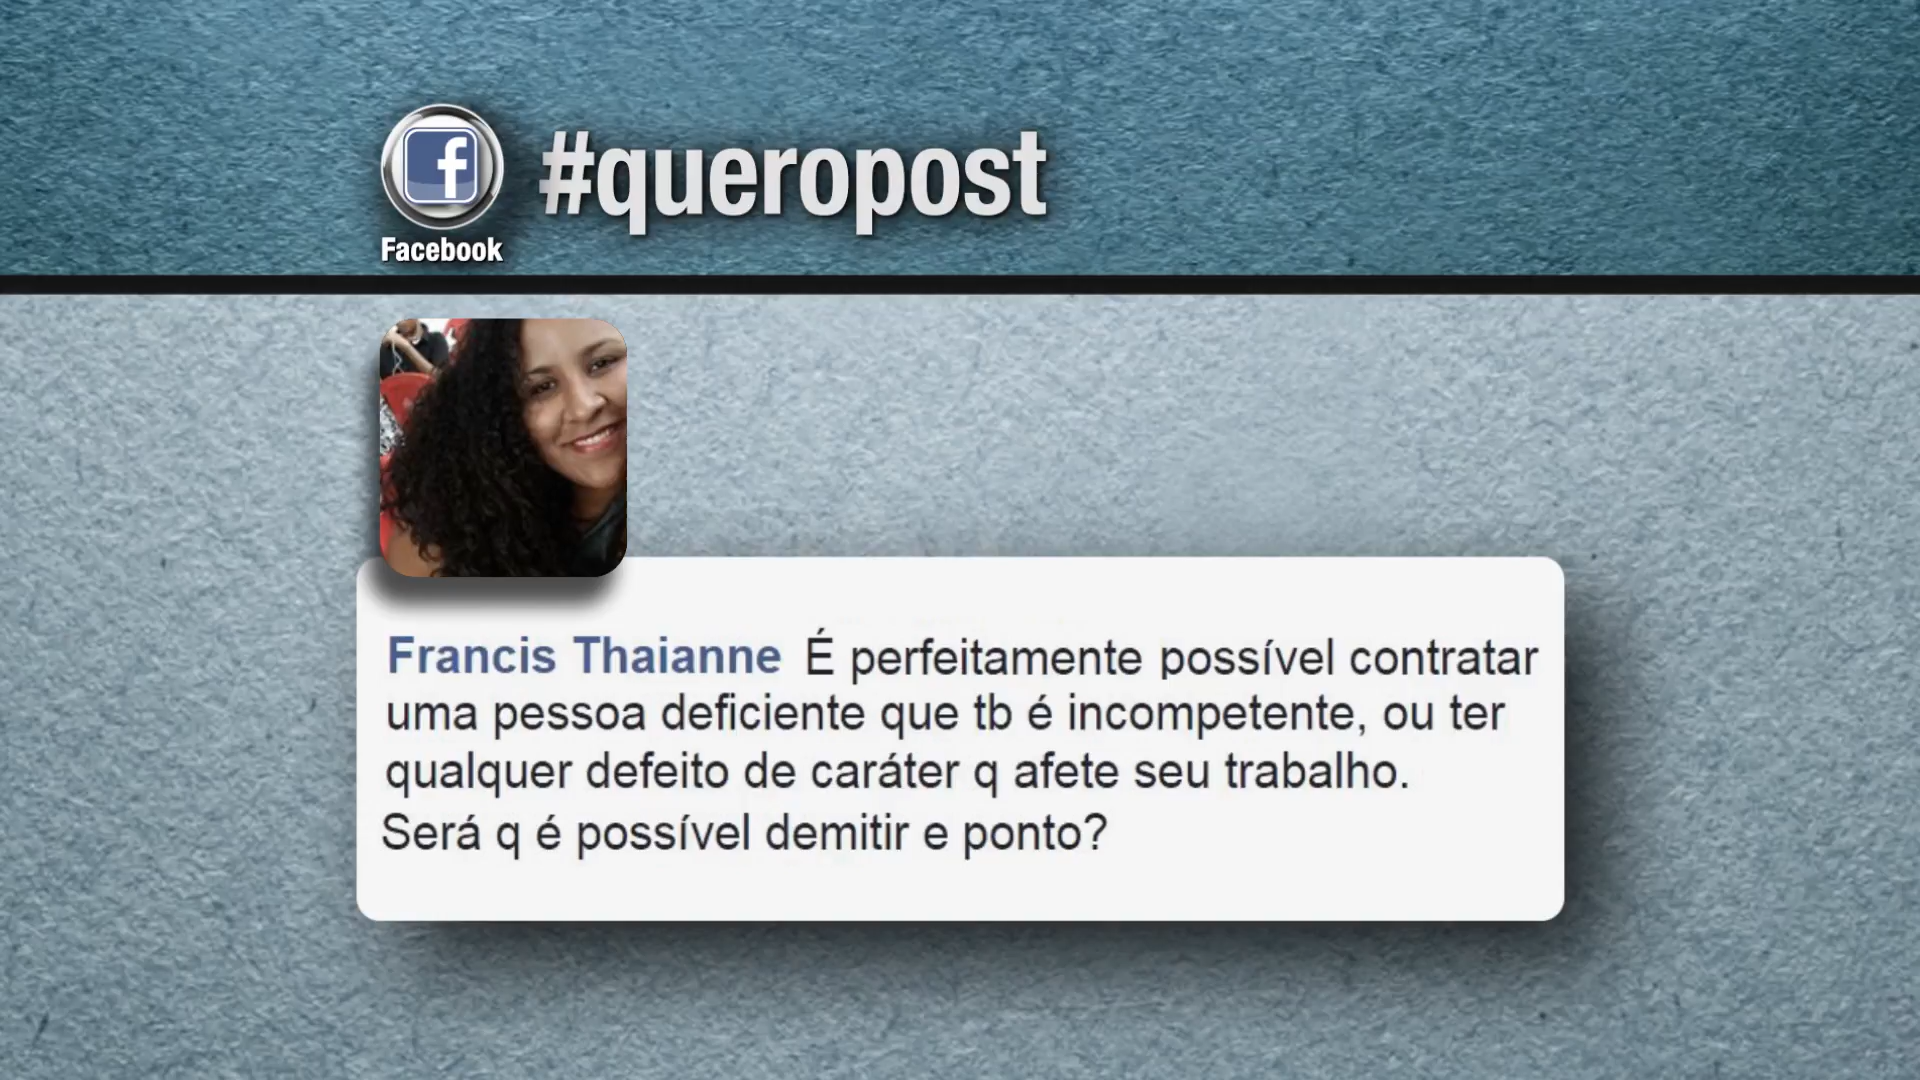 f
#queropost
Facebook
Francis Thaianne É perfeitamente possível contratar
uma pessoa deficiente que tb é incompetente, ou ter
qualquer defeito de caráter q afete seu trabalho.
Será q é possível demitir e ponto?